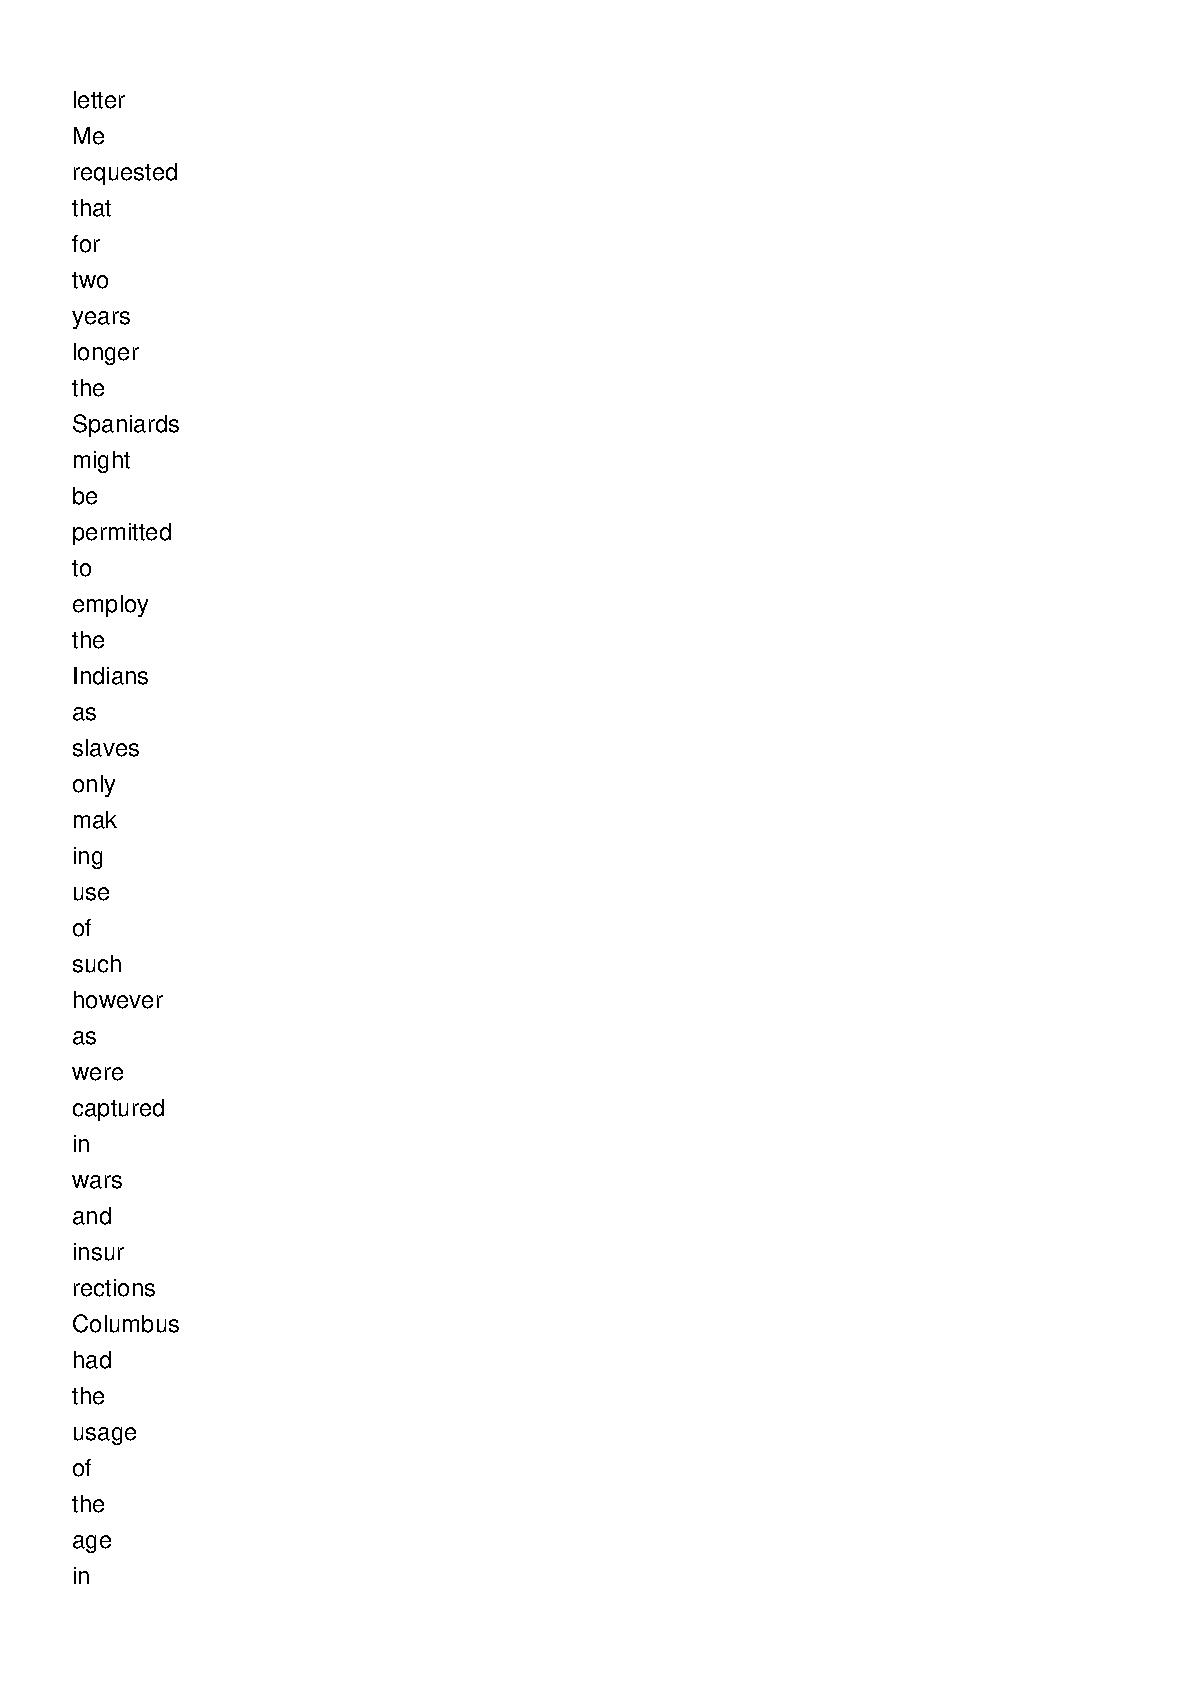 letter
Me
requested
that
for
two
years
longer
the
Spaniards
might
be
permitted
to
employ
the
Indians
as
slaves
only
mak
ing
use
of
such
however
as
were
captured
in
wars
and
insur
rections
Columbus
had
the
usage
of
the
age
in